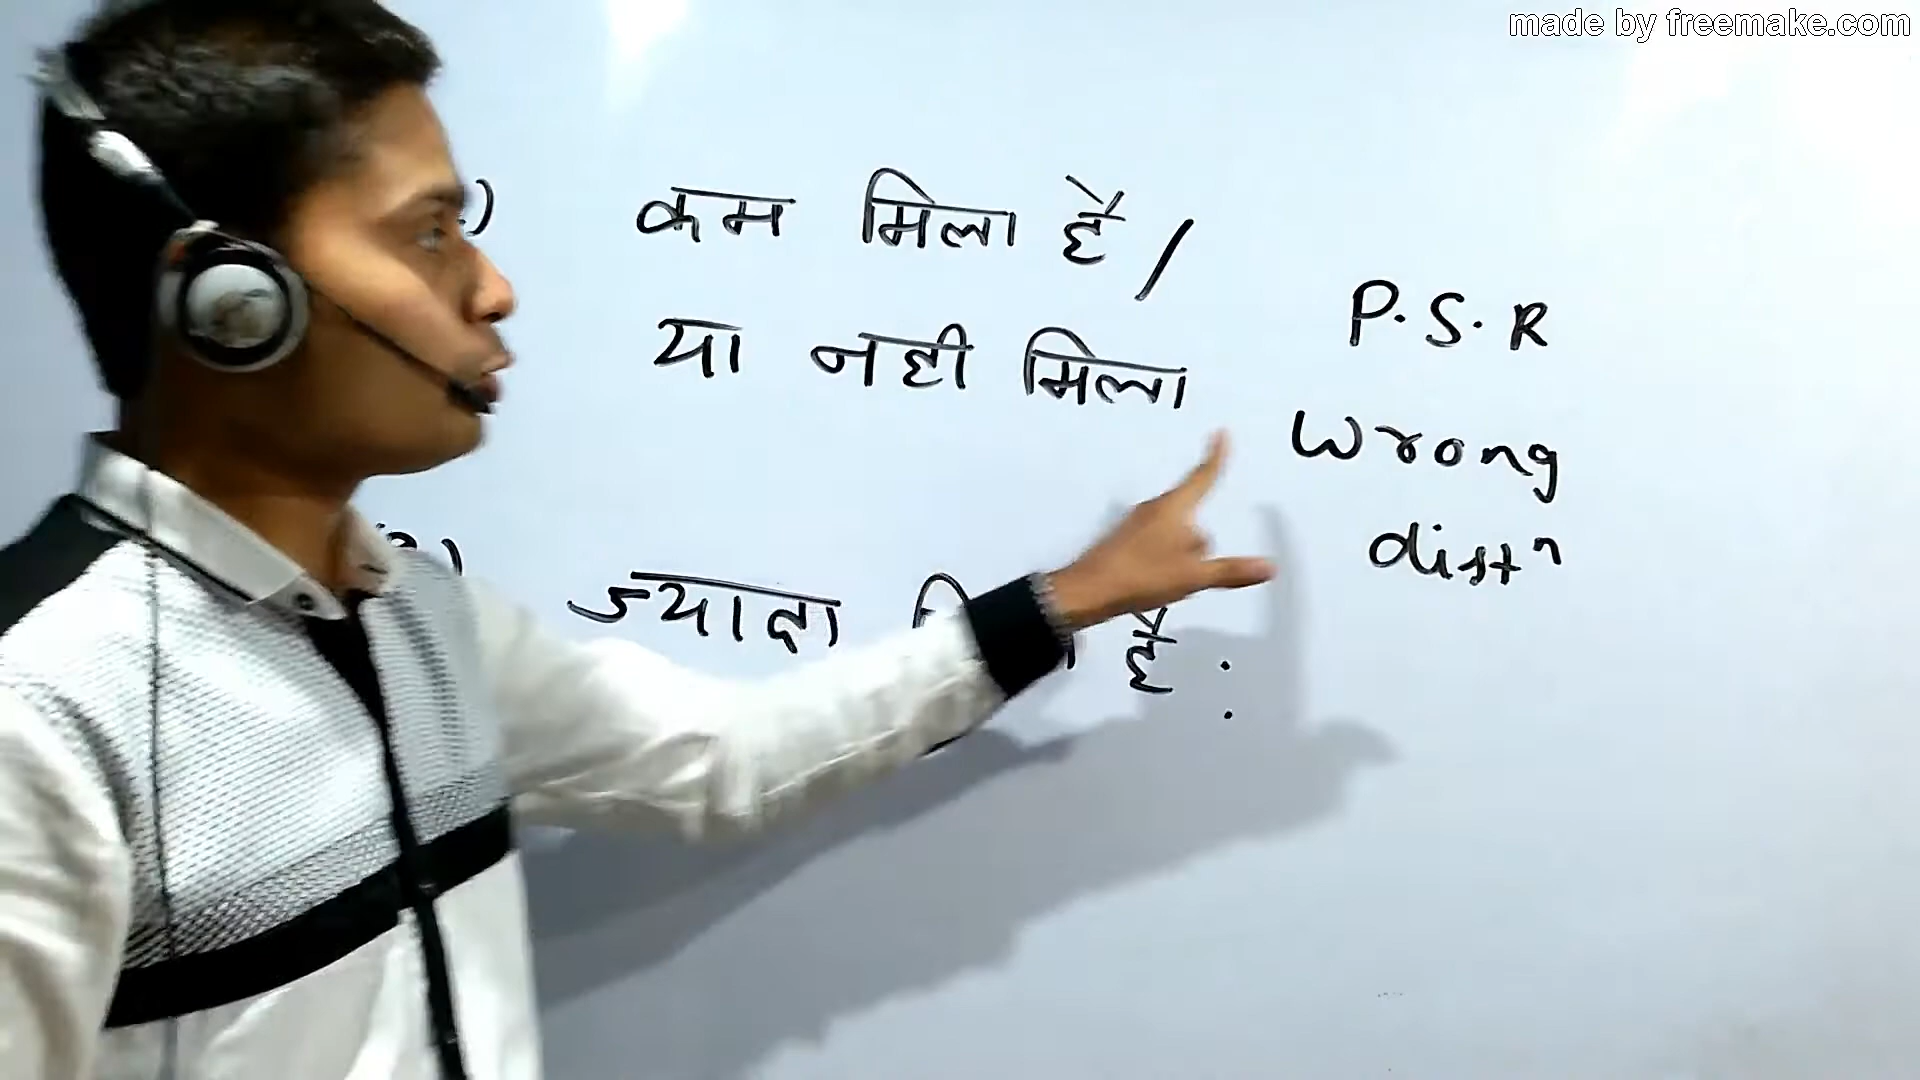 made by freemake.com
कम मिला है /
या नही मिला
ज्यादा है :
P.S.R
Wrong
distⁿ